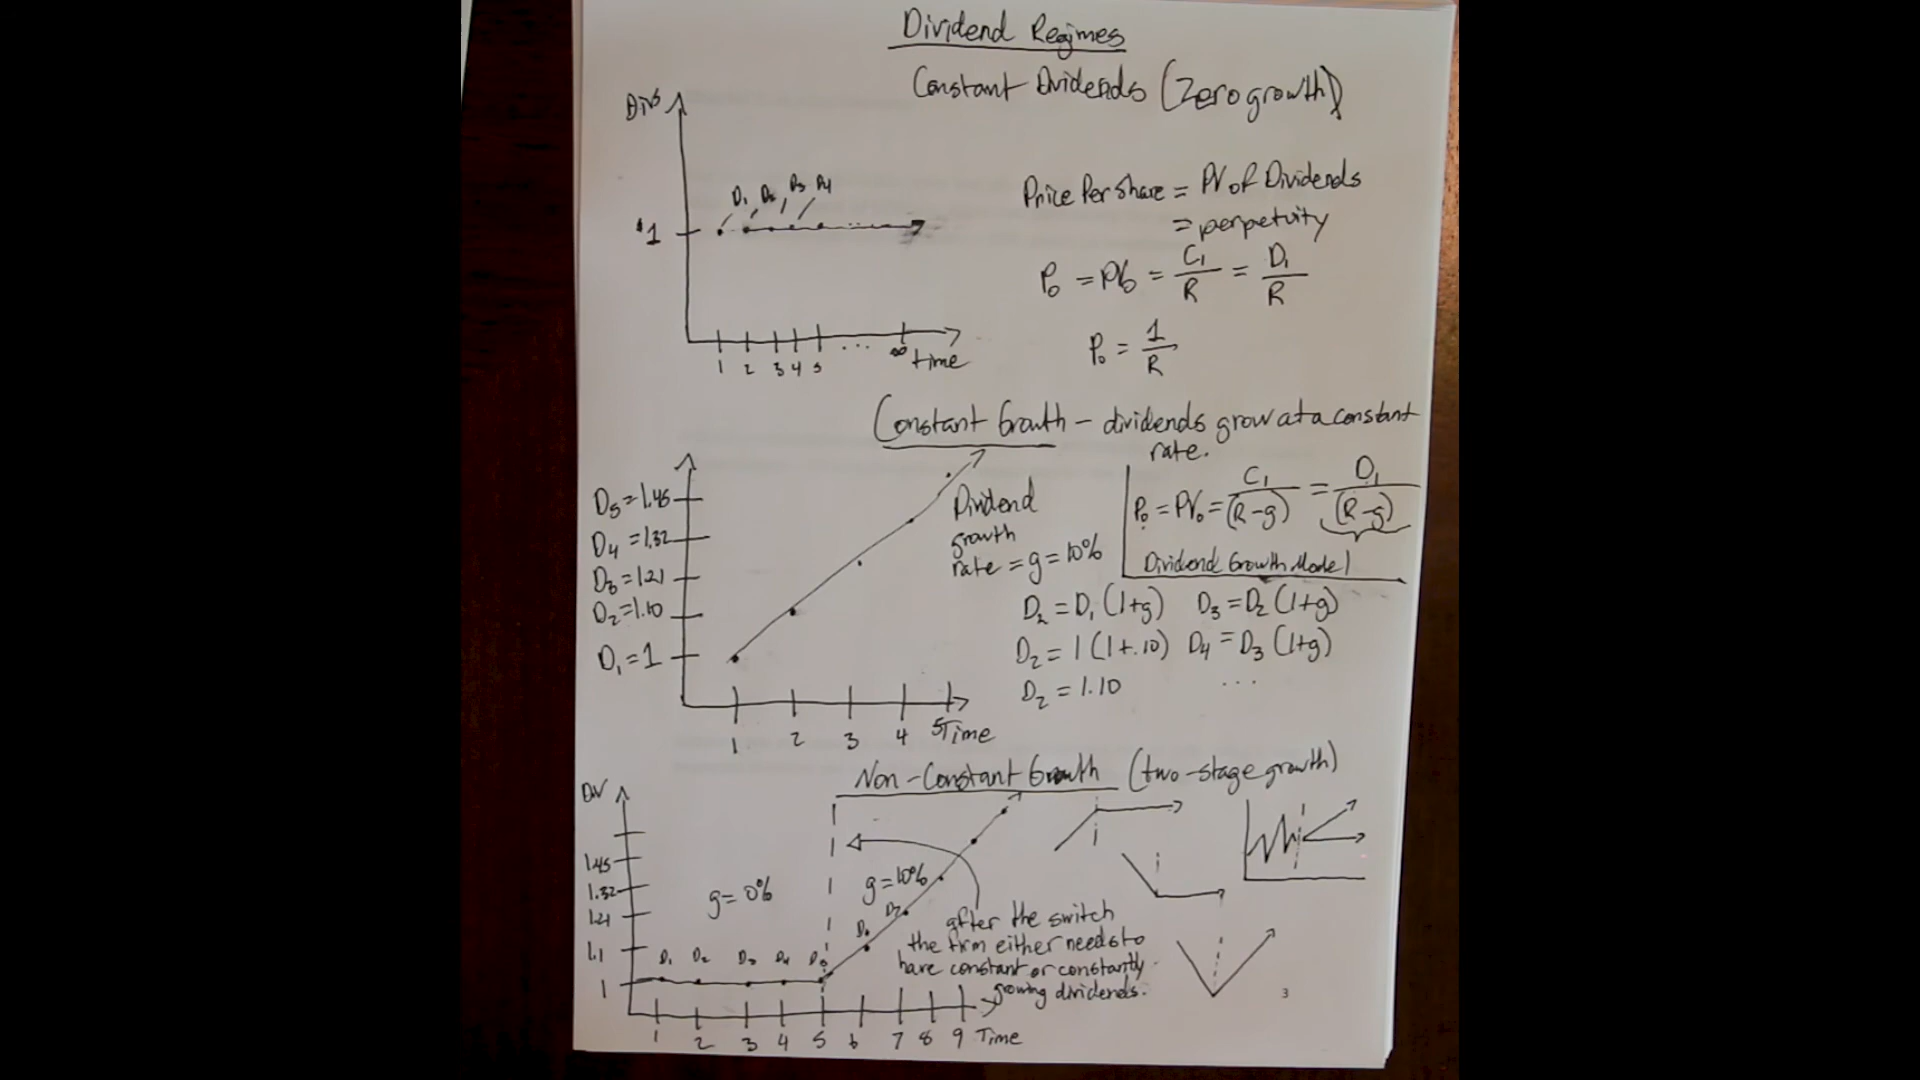 Dividend Regimes
Constant Dividends (Zero growth)
Divs
D₁ D₂ D₃ D₄
$1
1 2 3 4 5 ... ∞ time
Price Per Share = PV of Dividends
= perpetuity
P₀ = PV₀ = C₁/R = D₁/R
P₀ = 1/R
Constant Growth – dividends grow at a constant
rate.
D₅ = 1.45
D₄ = 1.32
D₃ = 1.21
D₂ = 1.10
D₁ = 1
1 2 3 4 5 Time
Dividend
growth
rate = g = 10%
P₀ = PV₀ = C₁/(R-g) = D₁/(R-g)
Dividend Growth Model
D₂ = D₁ (1+g) D₃ = D₂ (1+g)
D₂ = 1 (1+.10) D₄ = D₃ (1+g)
D₂ = 1.10 ...
Non-Constant Growth (two-stage growth)
Div
1.45
1.32
1.21
1.1
1
g = 0%
g = 10%
D₁ D₂ D₃ D₄ D₅ D₆ D₇
after the switch
the firm either needs to
have constant or constantly
growing dividends.
1 2 3 4 5 6 7 8 9 Time
3